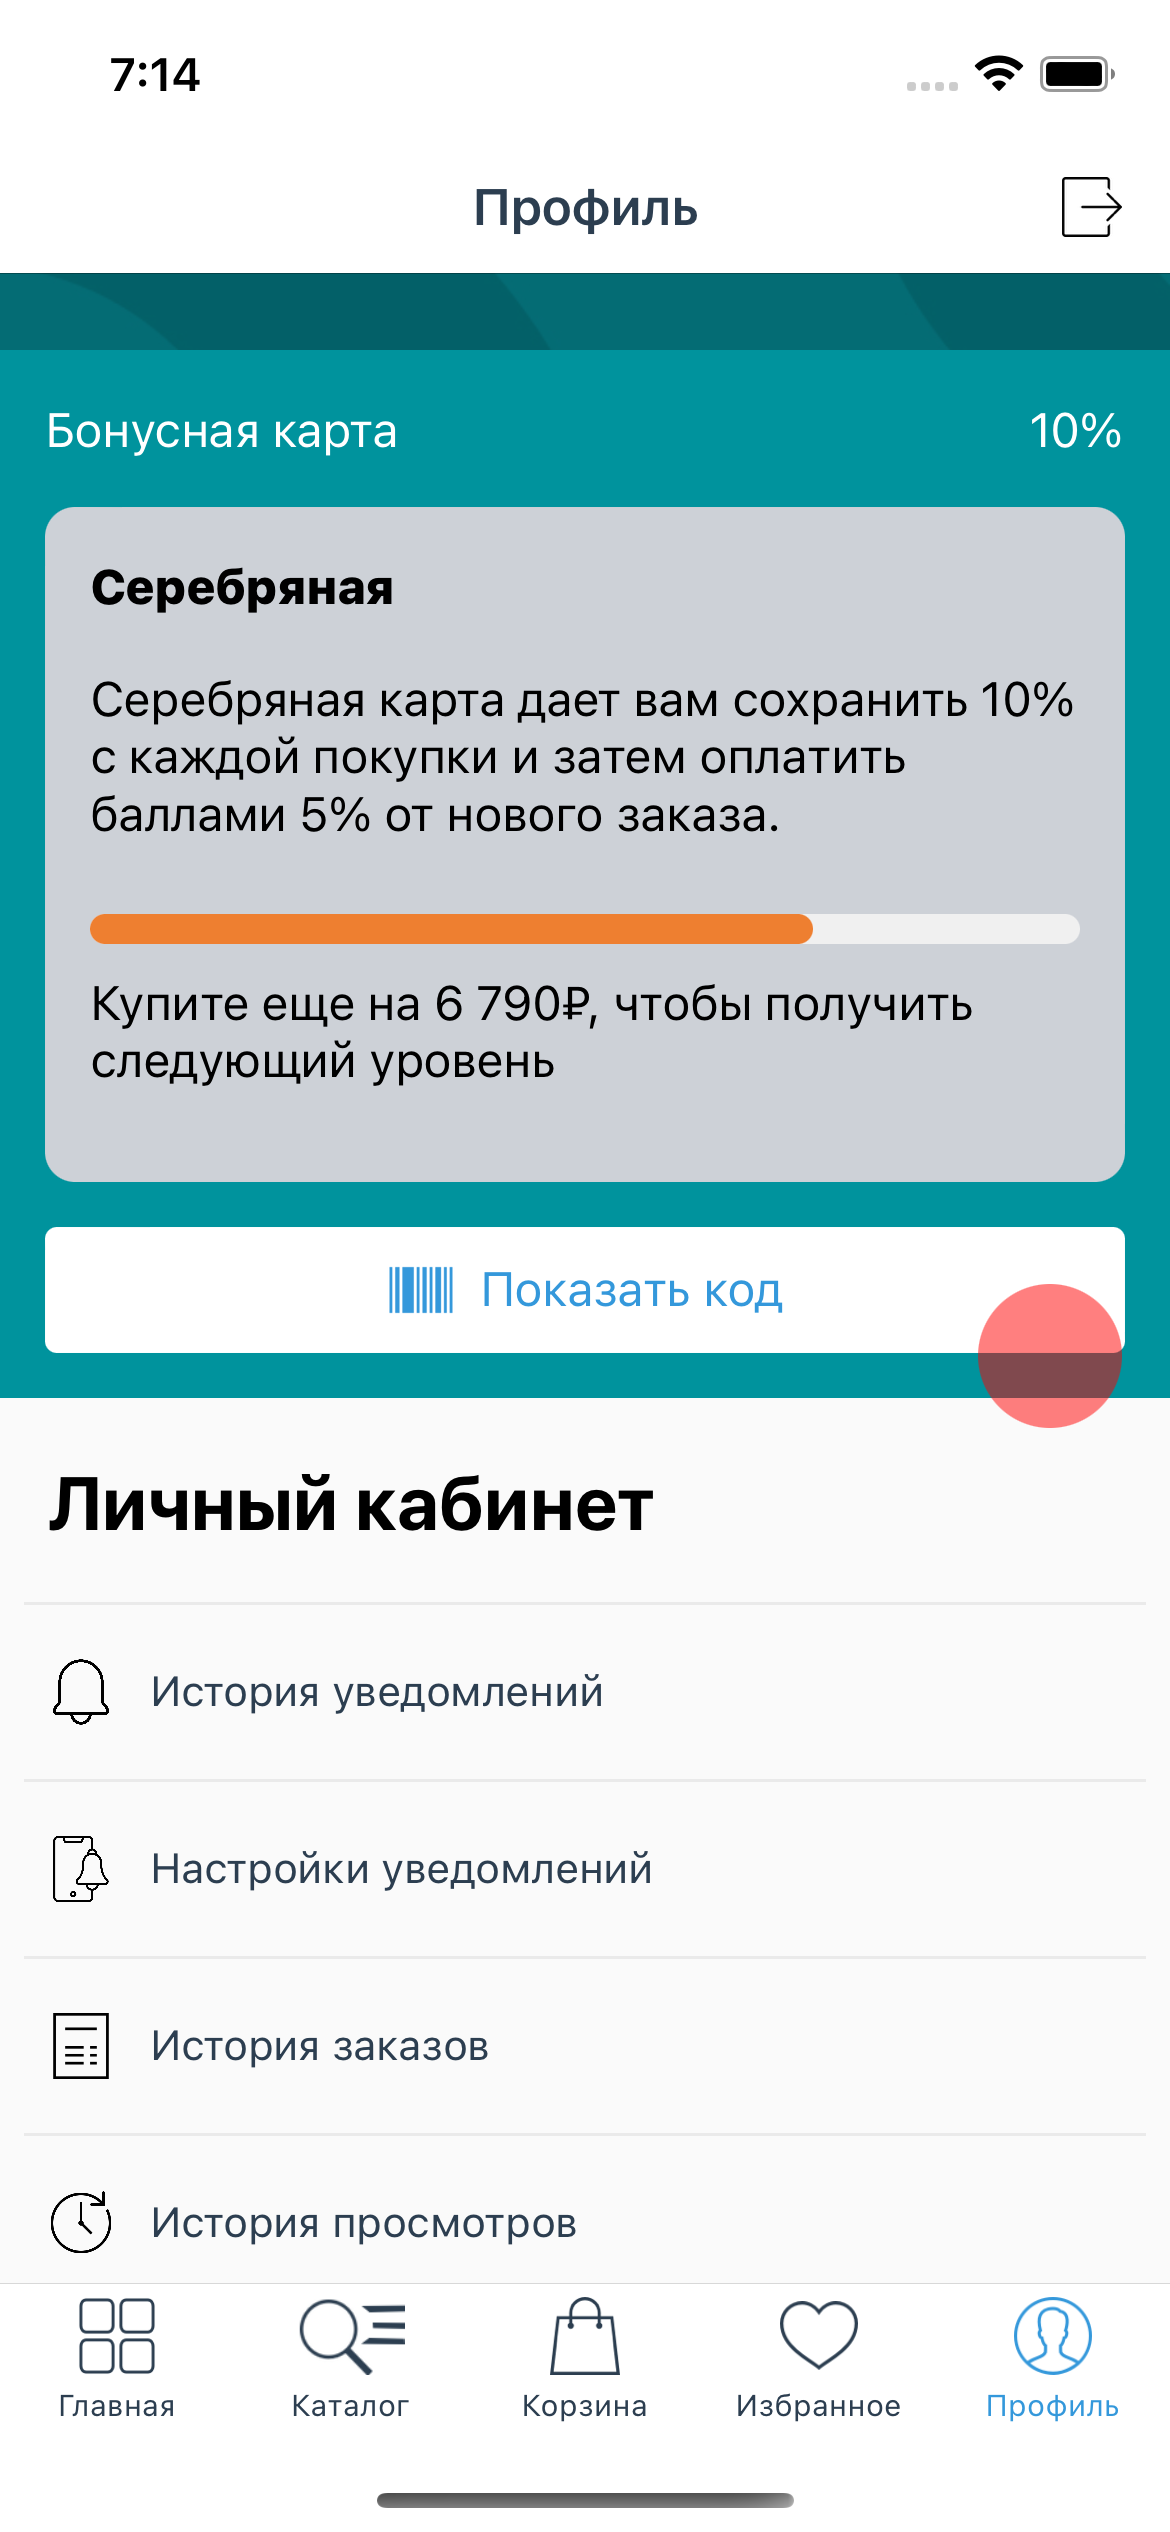 7:14
Профиль
Бонусная карта 10%
Серебряная
Серебряная карта дает вам сохранить 10%
с каждой покупки и затем оплатить
баллами 5% от нового заказа.
Купите еще на 6 790₽, чтобы получить
следующий уровень
Показать код
Личный кабинет
История уведомлений
Настройки уведомлений
История заказов
История просмотров
Главная Каталог Корзина Избранное Профиль